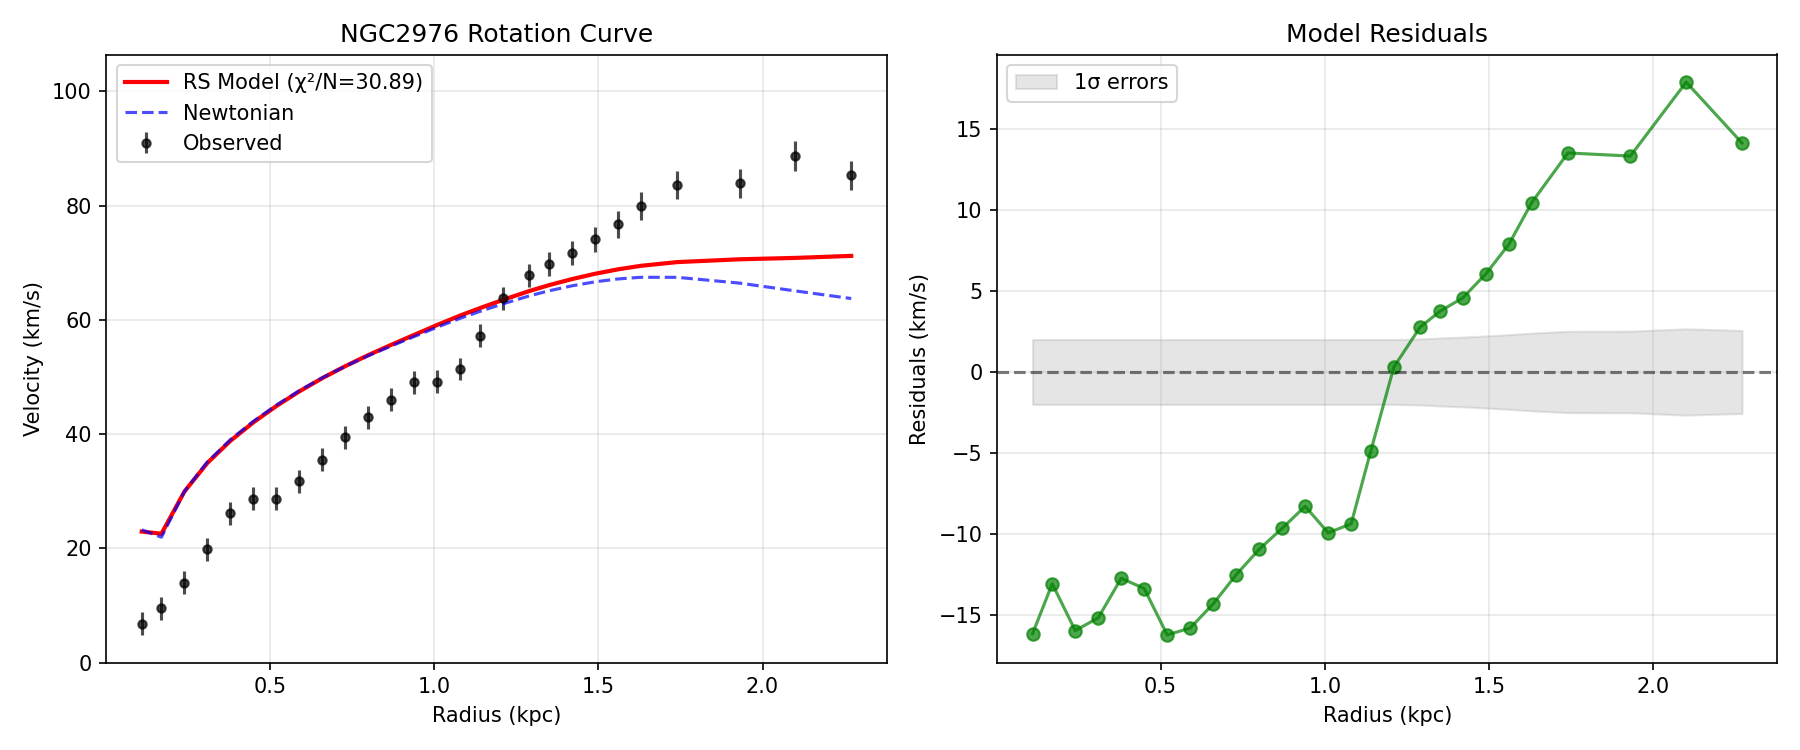 NGC2976 Rotation Curve
RS Model (χ²/N=30.89)
Newtonian
Observed
100
80
60
40
20
0
0.5
1.0
1.5
2.0
Velocity (km/s)
Radius (kpc)
Model Residuals
1σ errors
15
10
5
0
−5
−10
−15
0.5
1.0
1.5
2.0
Residuals (km/s)
Radius (kpc)